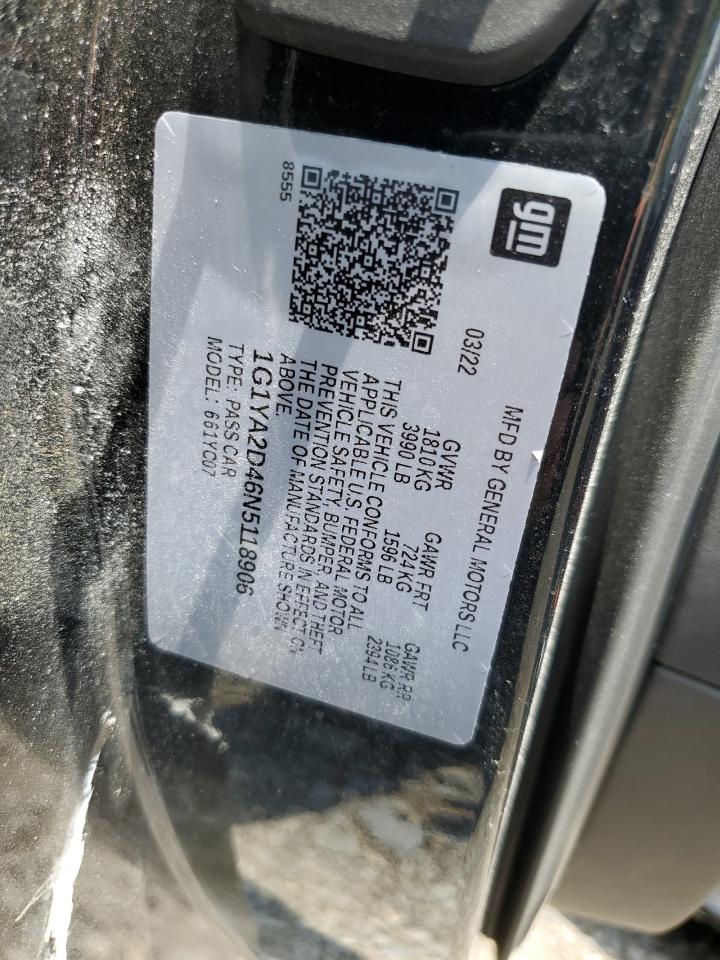 gm
MFD BY GENERAL MOTORS LLC
03/22
GVWR GAWR FRT GAWR RR
1810 KG 724 KG 1086 KG
3990 LB 1596 LB 2394 LB
THIS VEHICLE CONFORMS TO ALL
APPLICABLE U.S. FEDERAL MOTOR
VEHICLE SAFETY, BUMPER, AND THEFT
PREVENTION STANDARDS IN EFFECT ON
THE DATE OF MANUFACTURE SHOWN
ABOVE.
1G1YA2D46N5118906
TYPE: PASS CAR
MODEL: 661YC07
8555